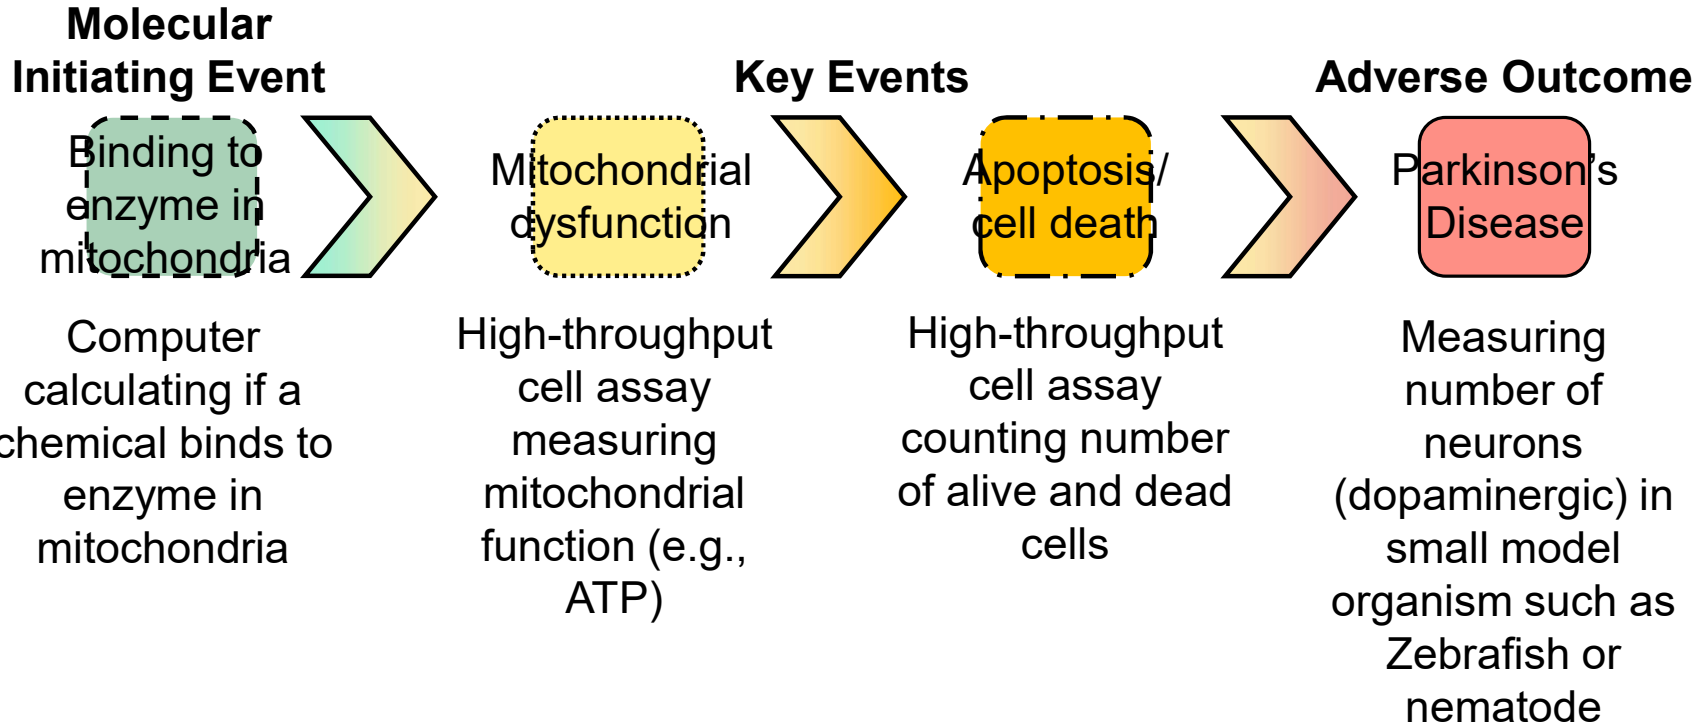 Molecular
Initiating Event
Key Events
Adverse Outcome
Binding to
enzyme in
mitochondria
Mitochondrial
dysfunction
Apoptosis/
cell death
Parkinson's
Disease
Computer
calculating if a
chemical binds to
enzyme in
mitochondria
High-throughput
cell assay
measuring
mitochondrial
function (e.g.,
ATP)
High-throughput
cell assay
counting number
of alive and dead
cells
Measuring
number of
neurons
(dopaminergic) in
small model
organism such as
Zebrafish or
nematode